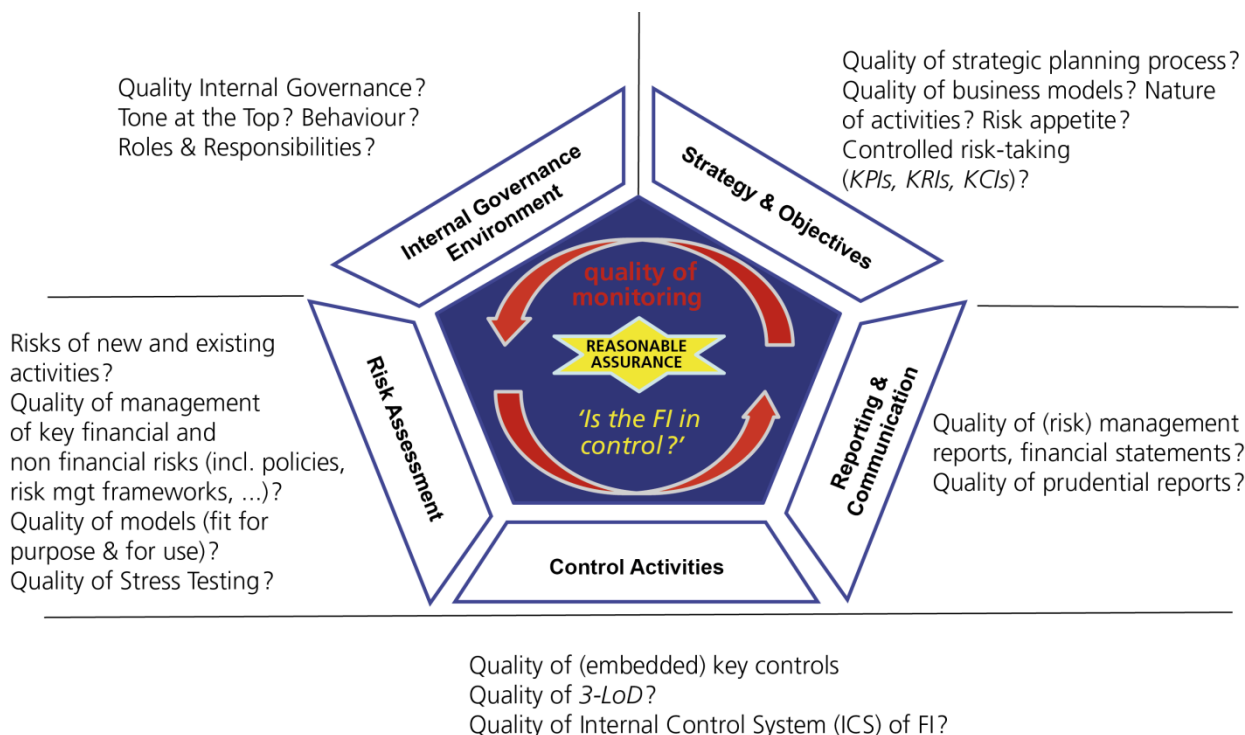 Quality Internal Governance?
Tone at the Top? Behaviour?
Roles & Responsibilities?
Quality of strategic planning process?
Quality of business models? Nature
of activities? Risk appetite?
Controlled risk-taking
(KPIs, KRIs, KCIs)?
Internal Governance
Environment
Strategy & Objectives
quality of
monitoring
REASONABLE
ASSURANCE
'Is the FI in
control?'
Risks of new and existing
activities?
Quality of management
of key financial and
non financial risks (incl. policies,
risk mgt frameworks, ...)?
Quality of models (fit for
purpose & for use)?
Quality of Stress Testing?
Risk Assessment
Reporting &
Communication
Quality of (risk) management
reports, financial statements?
Quality of prudential reports?
Control Activities
Quality of (embedded) key controls
Quality of 3-LoD?
Quality of Internal Control System (ICS) of FI?